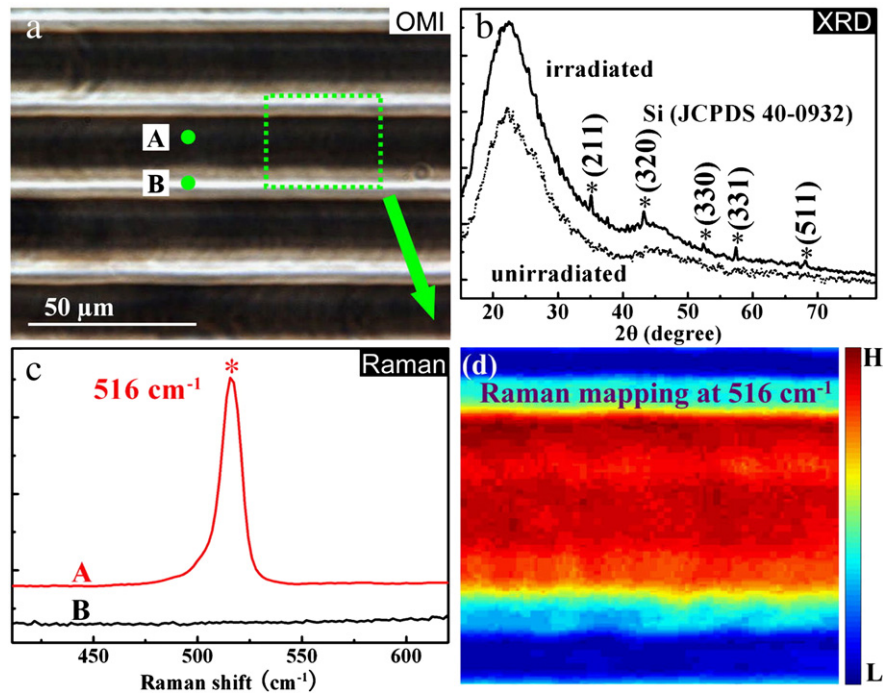 a
OMI
A
B
50 μm
b
XRD
irradiated
Si (JCPDS 40-0932)
*(211)
*(320)
*(330)
*(331)
*(511)
unirradiated
20 30 40 50 60 70
2θ (degree)
c
Raman
516 cm⁻¹
*
A
B
450 500 550 600
Raman shift (cm⁻¹)
(d)
Raman mapping at 516 cm⁻¹
H
L